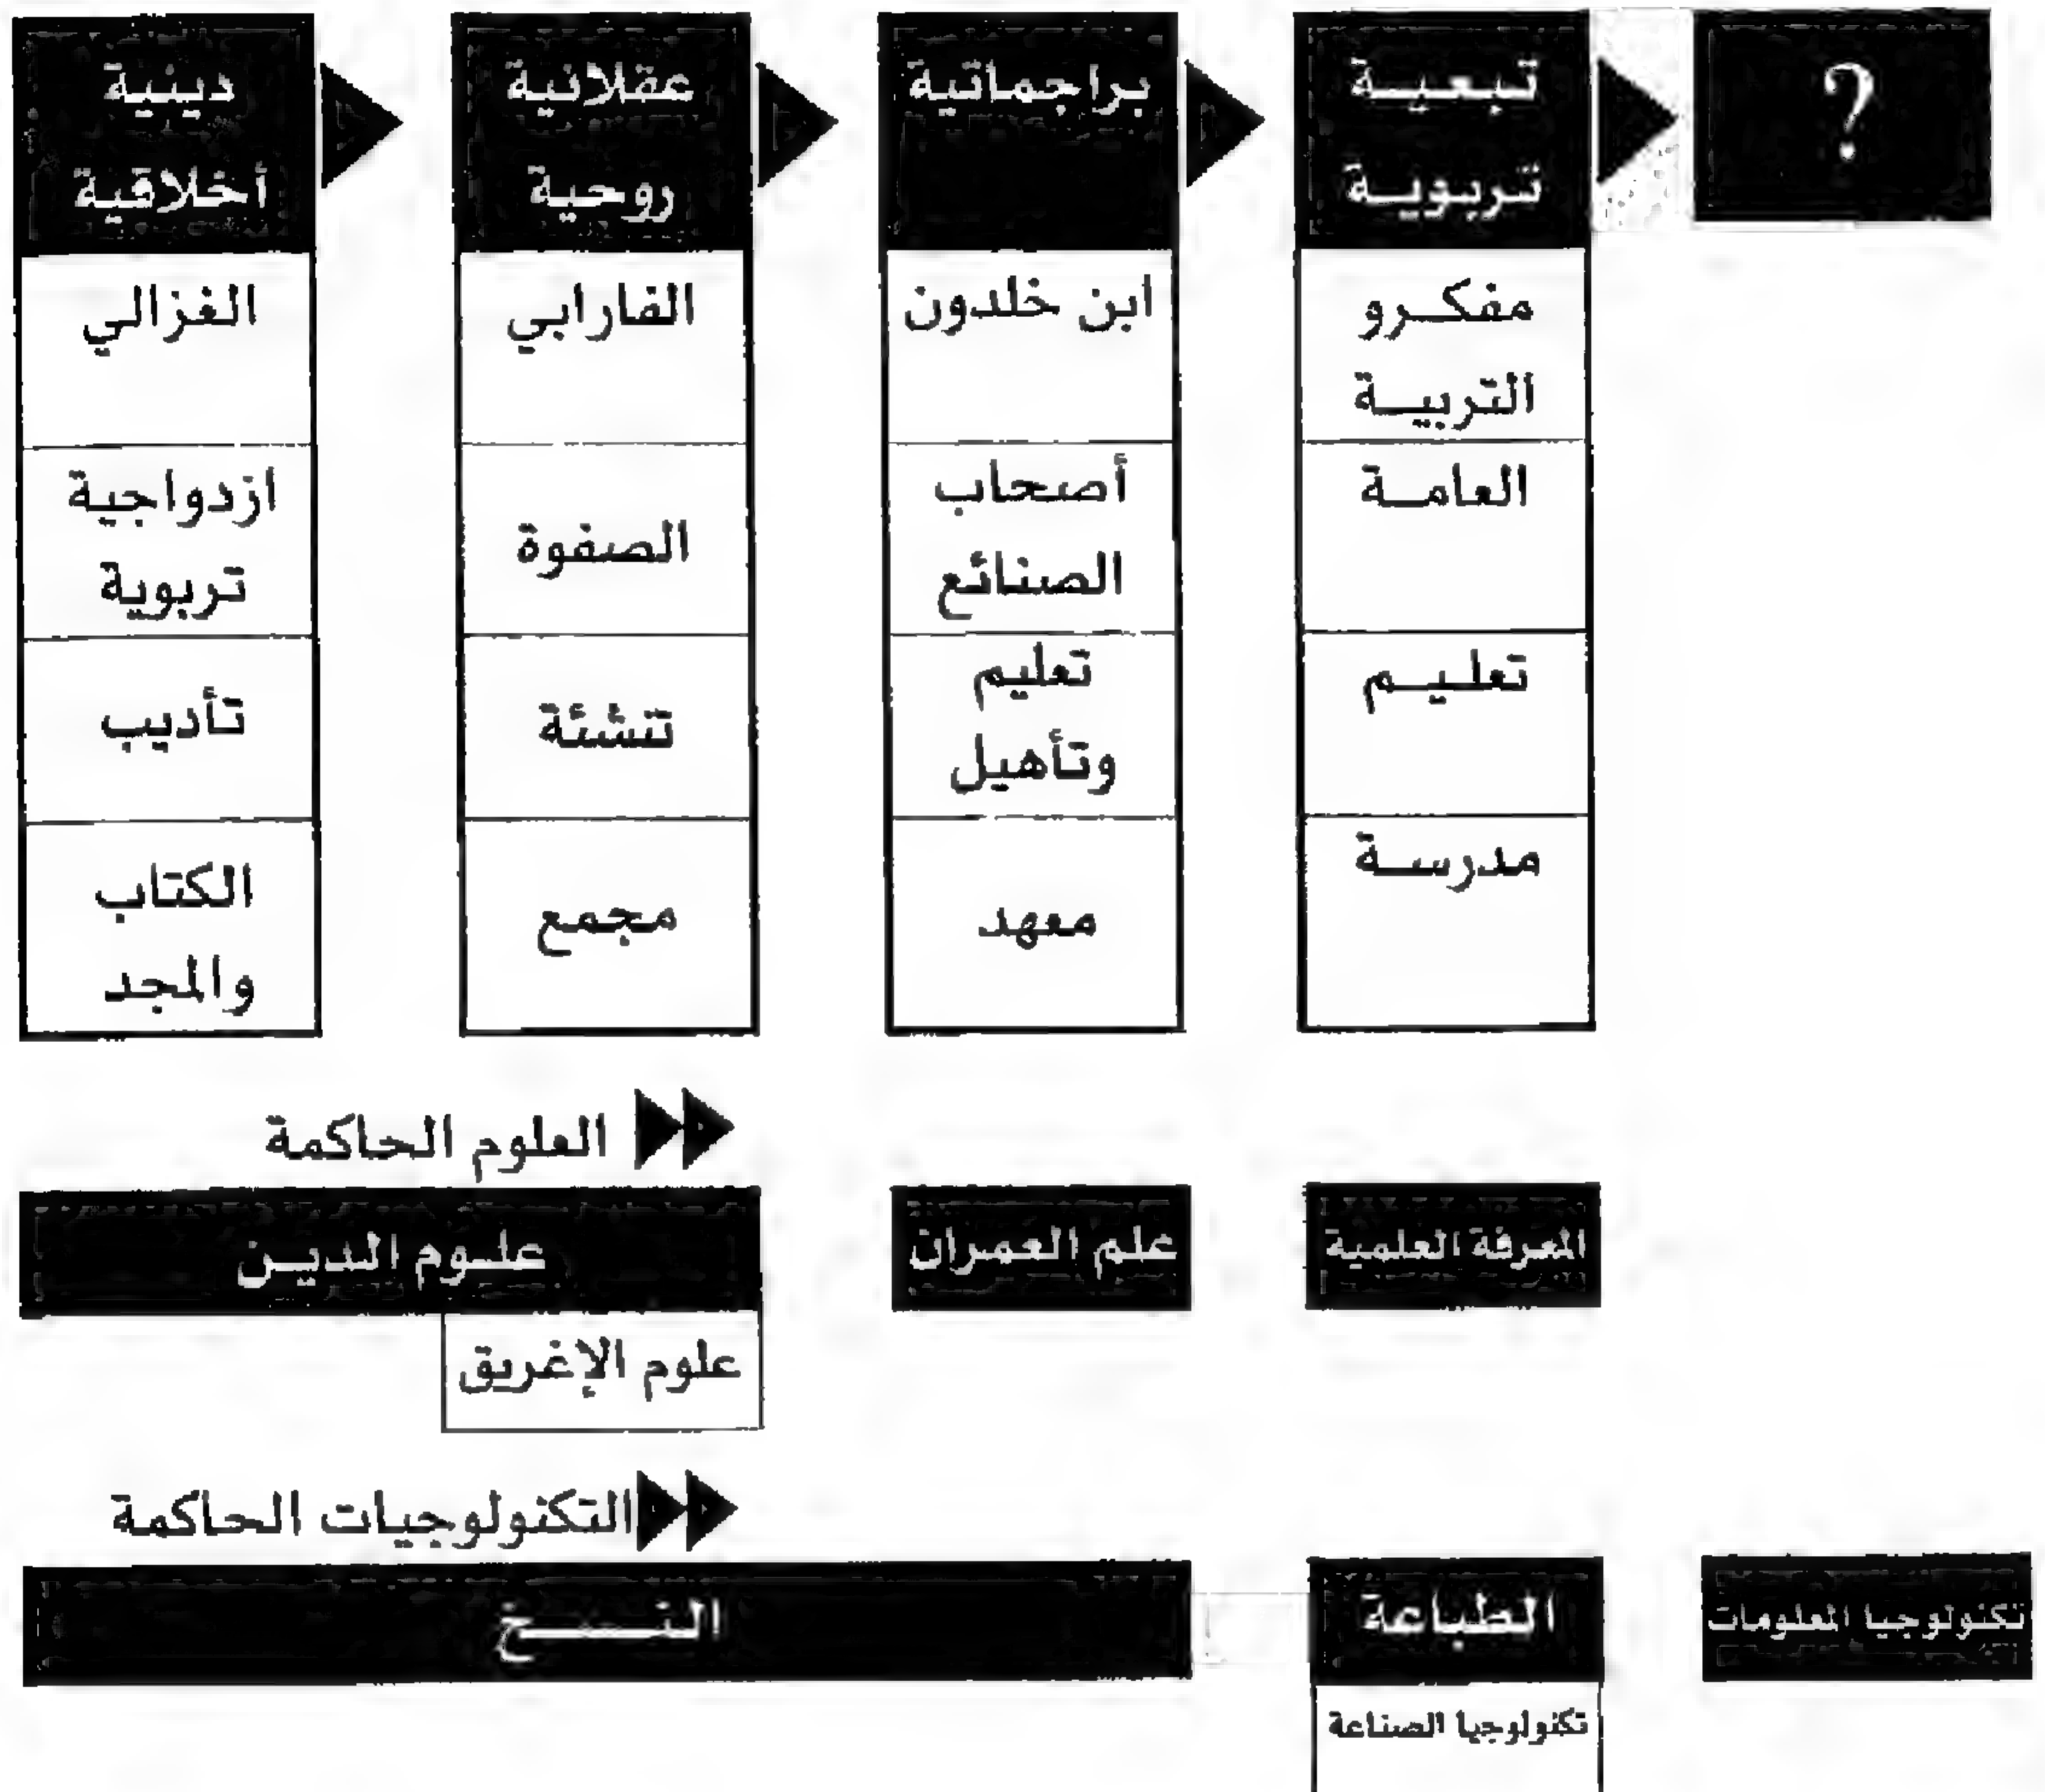 دينية
أخلاقية
عقلانية
روحية
براجماتية
تبعية
تربوية
?
الغزالي
الفارابي
ابن خلدون
مفكرو
التربية
ازدواجية
تربوية
الصفوة
أصحاب
الصنائع
العامة
تأديب
تنشئة
تعليم
وتأهيل
تعليم
الكتاب
والمجد
مجمع
معهد
مدرسة
العلوم الحاكمة
علوم الدين
علم العمران
المعرفة العلمية
علوم الإغريق
التكنولوجيات الحاكمة
النسخ
الطباعة
تكنولوجيا المعلومات
تكنولوجيا الصناعة